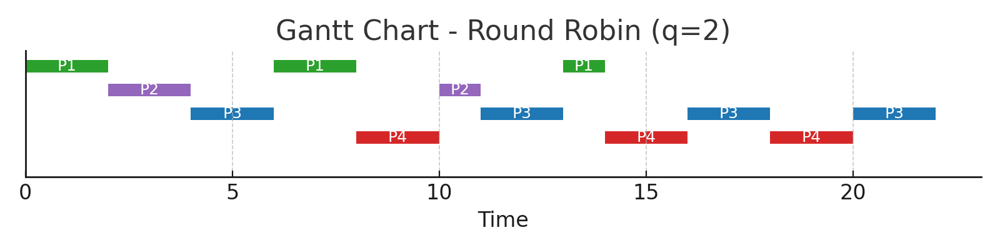 Gantt Chart - Round Robin (q=2)
P1 P1 P1
P2 P2
P3 P3 P3 P3
P4 P4 P4
0 5 10 15 20
Time